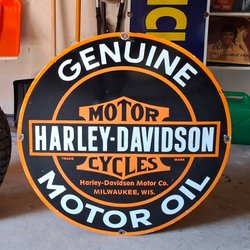 GENUINE
MOTOR
HARLEY-DAVIDSON
TRADE MARK
CYCLES
Harley-Davidson Motor Co.
MILWAUKEE, WIS.
MOTOR OIL